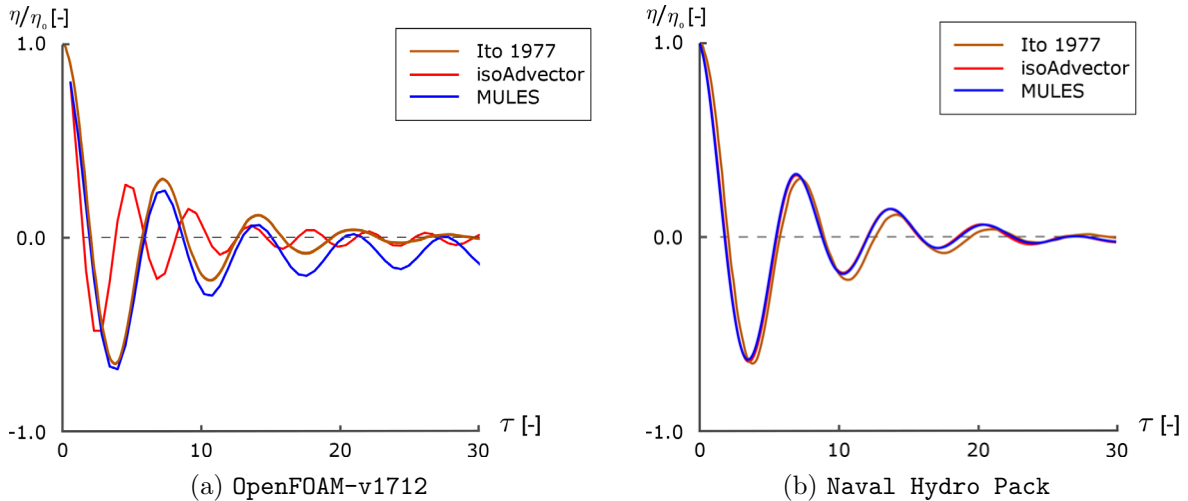 η/η₀ [-]
1.0
0.0
-1.0
0
10
20
30
τ [-]
Ito 1977
isoAdvector
MULES
(a) OpenFOAM-v1712
η/η₀ [-]
1.0
0.0
-1.0
0
10
20
30
τ [-]
Ito 1977
isoAdvector
MULES
(b) Naval Hydro Pack